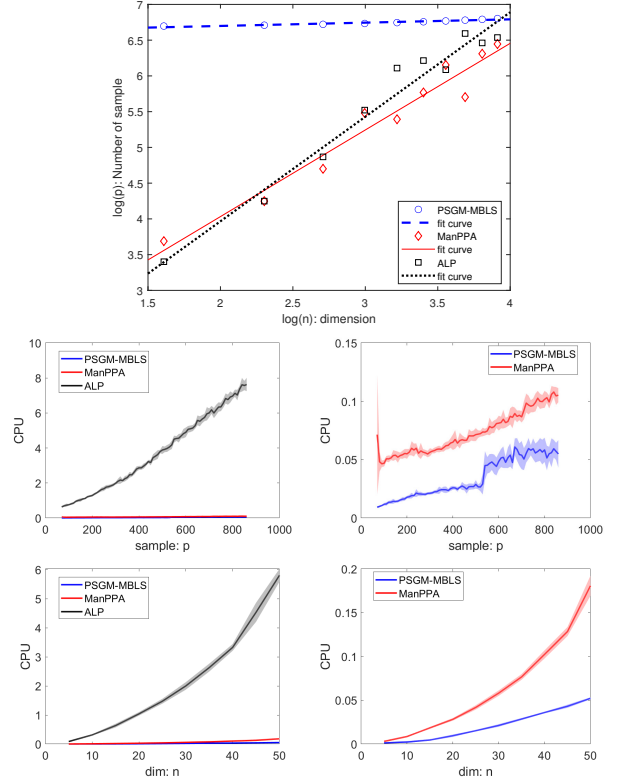 7
6.5
6
5.5
5
4.5
4
3.5
3
1.5
2
2.5
3
3.5
4
log(p): Number of sample
log(n): dimension
PSGM-MBLS
fit curve
ManPPA
fit curve
ALP
fit curve
10
8
6
4
2
0
0
200
400
600
800
1000
CPU
sample: p
PSGM-MBLS
ManPPA
ALP
0.15
0.1
0.05
0
0
200
400
600
800
1000
CPU
sample: p
PSGM-MBLS
ManPPA
6
5
4
3
2
1
0
0
10
20
30
40
50
CPU
dim: n
PSGM-MBLS
ManPPA
ALP
0.2
0.15
0.1
0.05
0
0
10
20
30
40
50
CPU
dim: n
PSGM-MBLS
ManPPA